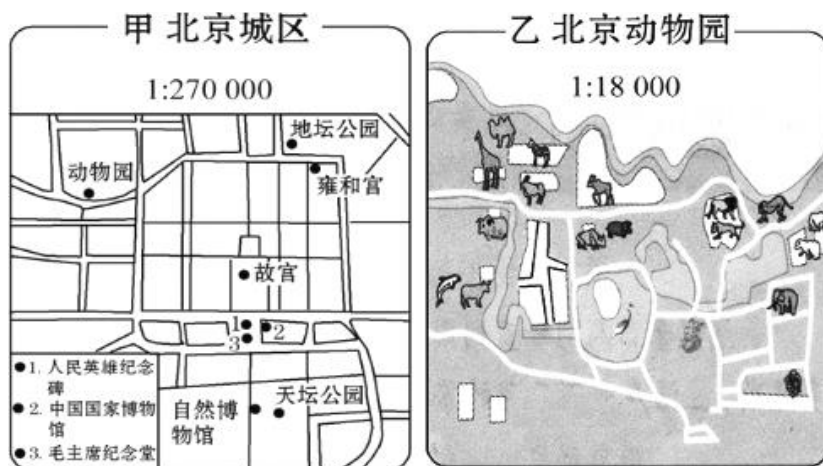 甲 北京城区
1:270 000
地坛公园
动物园
雍和宫
故宫
1
2
3
●1. 人民英雄纪念
碑
●2. 中国国家博物
馆
●3. 毛主席纪念堂
自然博
物馆
天坛公园
乙 北京动物园
1:18 000